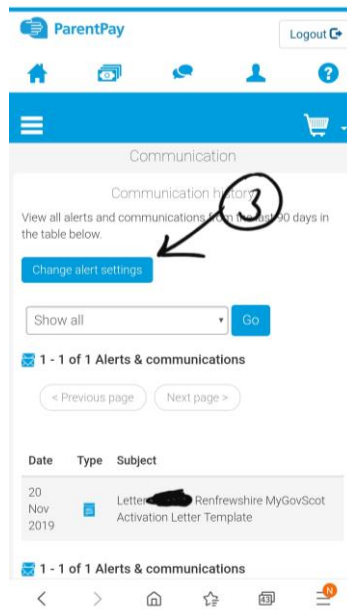 ParentPay
Logout
Communication
Communication history
3
View all alerts and communications from the last 90 days in
the table below.
Change alert settings
Show all
Go
1 - 1 of 1 Alerts & communications
< Previous page
Next page >
Date Type Subject
20 Nov 2019
Letter Renfrewshire MyGovScot
Activation Letter Template
1 - 1 of 1 Alerts & communications
43
N